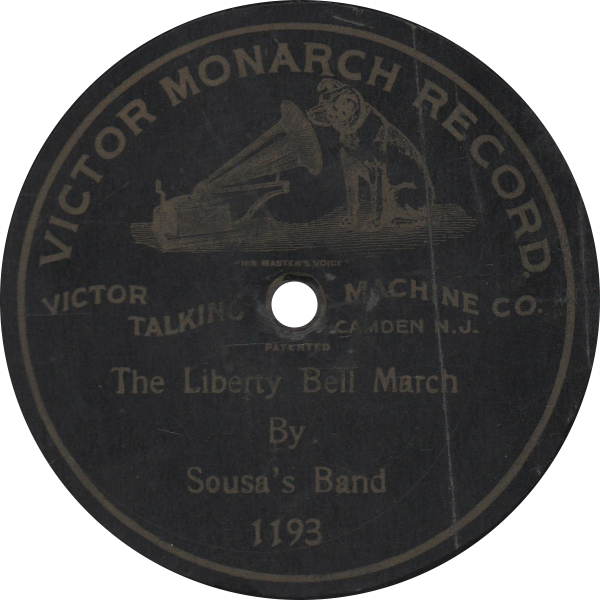 VICTOR MONARCH RECORD.
"HIS MASTER'S VOICE"
VICTOR TALKING MACHINE CO.
CAMDEN N.J.
PATENTED
The Liberty Bell March
By
Sousa's Band
1193